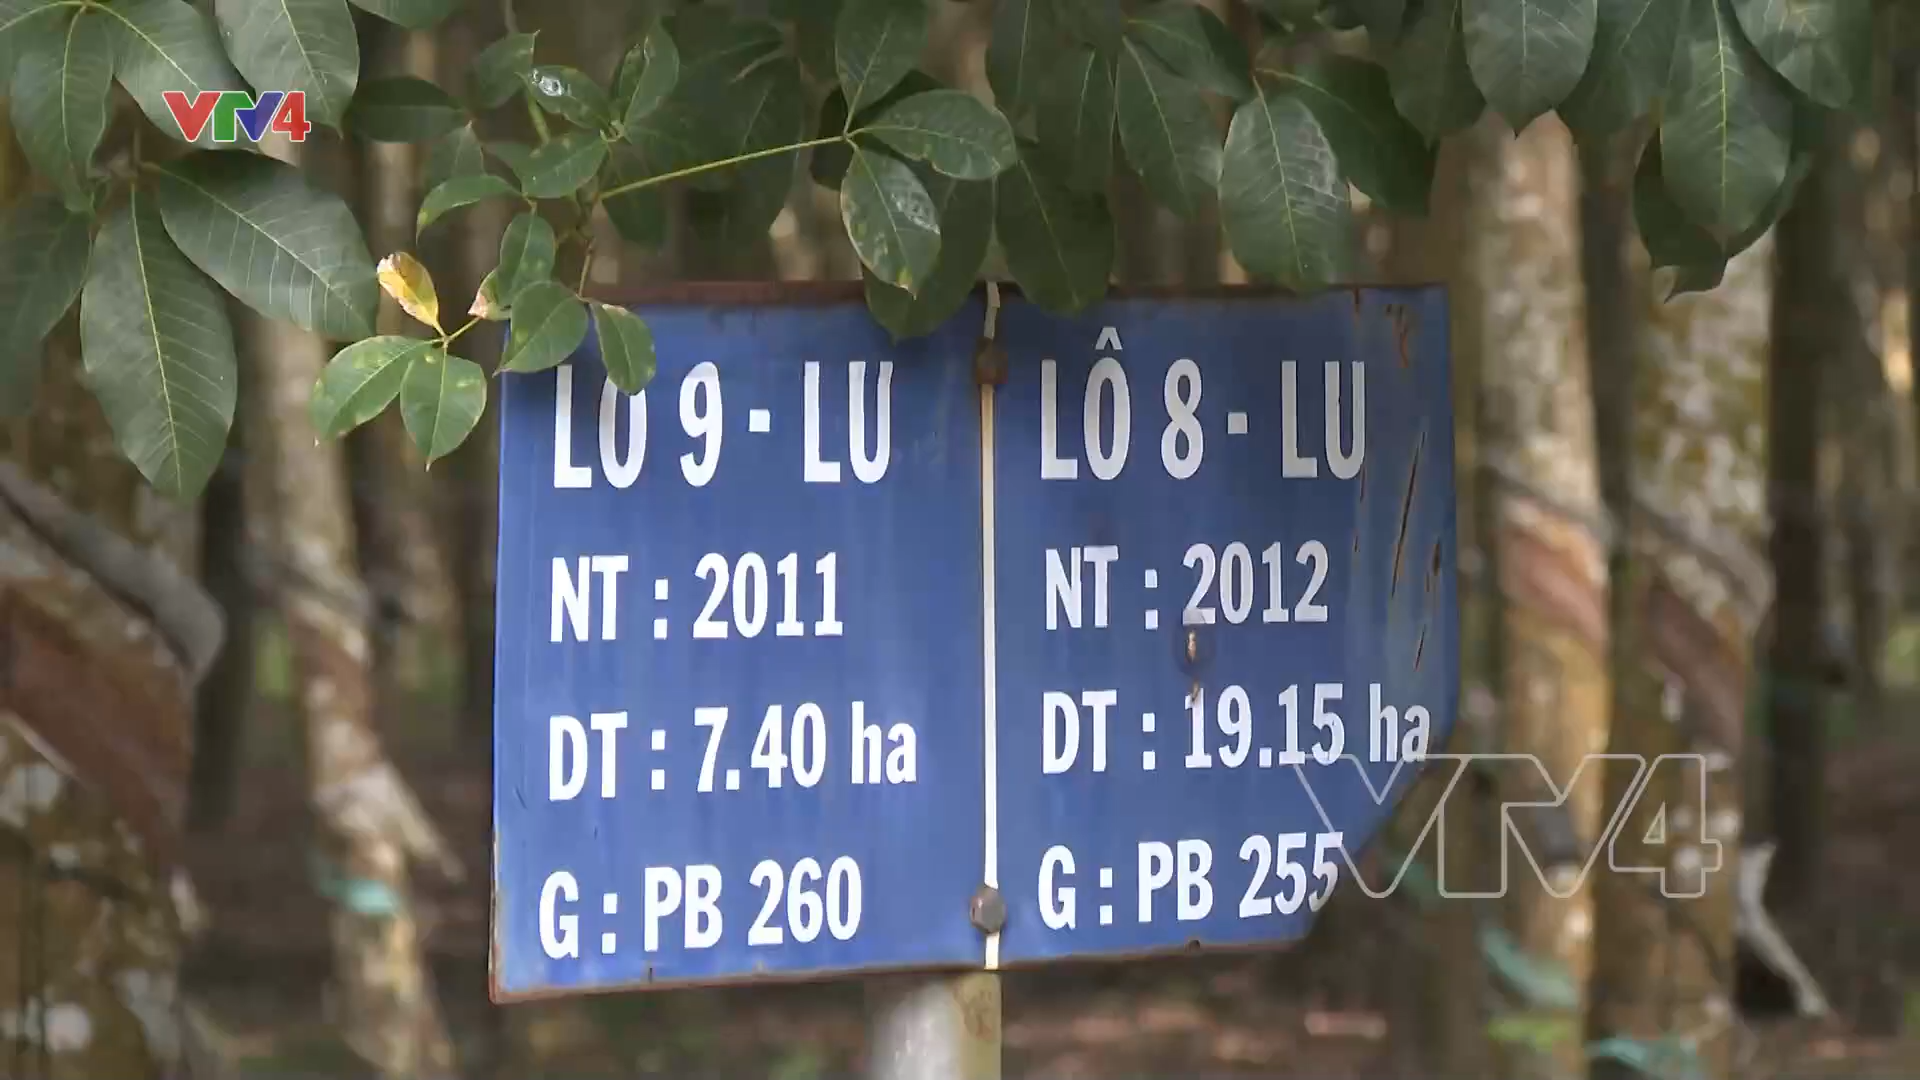 VTV4
LÔ 9 - LU
NT : 2011
DT : 7.40 ha
G : PB 260
LÔ 8 - LU
NT : 2012
DT : 19.15 ha
G : PB 255
VTV4